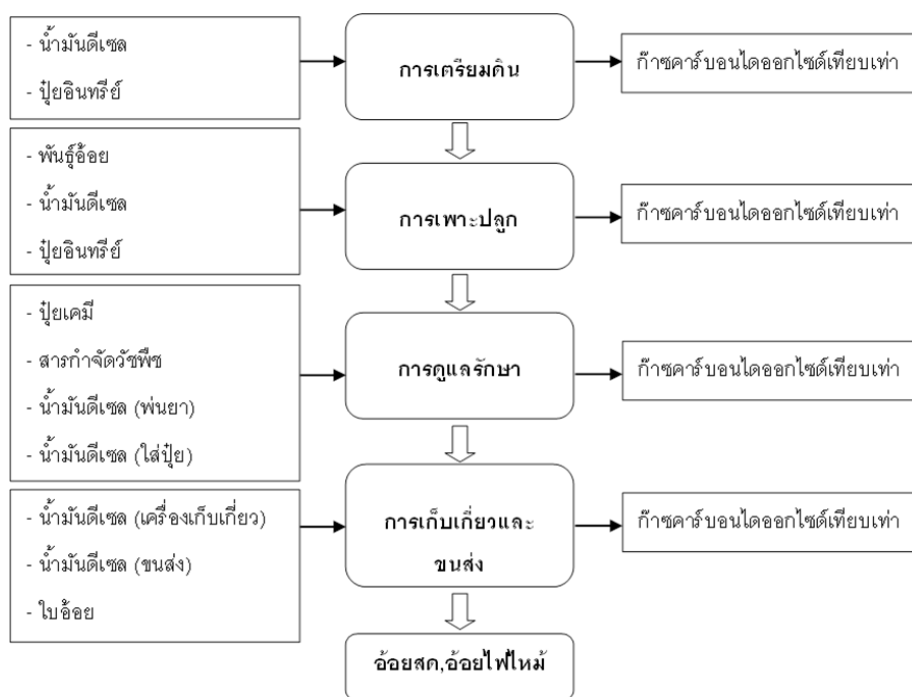 - น้ำมันดีเซล
- ปุ๋ยอินทรีย์
การเตรียมดิน
ก๊าซคาร์บอนไดออกไซด์เทียบเท่า
- พันธุ์อ้อย
- น้ำมันดีเซล
- ปุ๋ยอินทรีย์
การเพาะปลูก
ก๊าซคาร์บอนไดออกไซด์เทียบเท่า
- ปุ๋ยเคมี
- สารกำจัดวัชพืช
- น้ำมันดีเซล (พ่นยา)
- น้ำมันดีเซล (ใส่ปุ๋ย)
การดูแลรักษา
ก๊าซคาร์บอนไดออกไซด์เทียบเท่า
- น้ำมันดีเซล (เครื่องเก็บเกี่ยว)
- น้ำมันดีเซล (ขนส่ง)
- ใบอ้อย
การเก็บเกี่ยวและ
ขนส่ง
ก๊าซคาร์บอนไดออกไซด์เทียบเท่า
อ้อยสด,อ้อยไฟไหม้